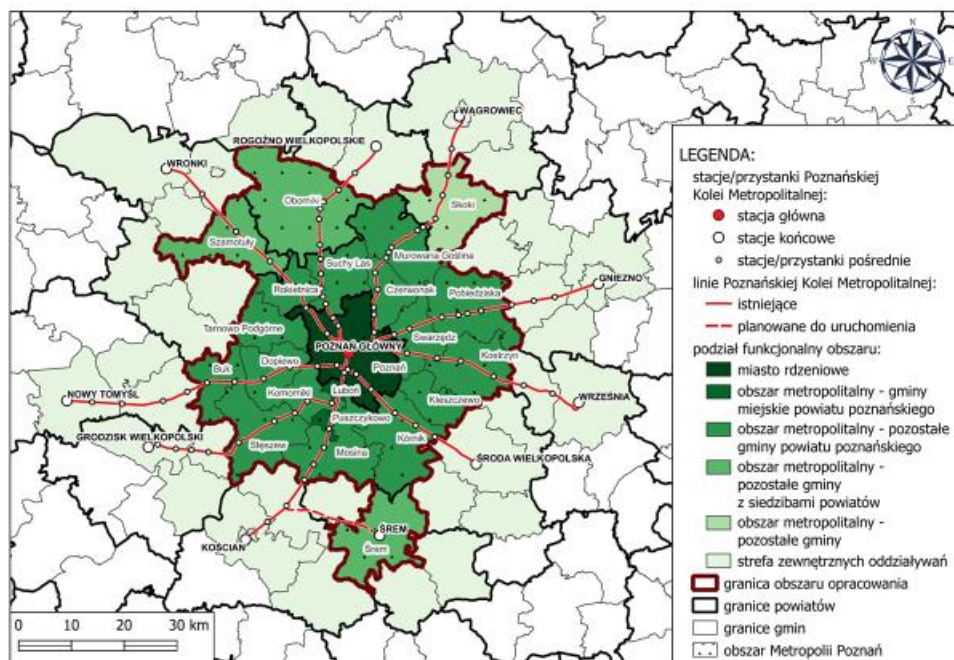 N
W
E
S
WĄGROWIEC
ROGOŹNO WIELKOPOLSKIE
WRONKI
Oborniki
Skoki
Szamotuły
Suchy Las
Murowana Goślina
GNIEZNO
Rokietnica
Czerwonak
Pobiedziska
Tarnowo Podgórne
Swarzędz
POZNAŃ GŁÓWNY
Kostrzyn
Buk
Dopiewo
Poznań
NOWY TOMYŚL
Komorniki
Luboń
Kleszczewo
WRZEŚNIA
GRODZISK WIELKOPOLSKI
Puszczykowo
Stęszew
Mosina
Kórnik
ŚRODA WIELKOPOLSKA
ŚREM
KOŚCIAN
Śrem
0 10 20 30 km
LEGENDA:
stacje/przystanki Poznańskiej
Kolei Metropolitalnej:
stacja główna
stacje końcowe
stacje/przystanki pośrednie
linie Poznańskiej Kolei Metropolitalnej:
istniejące
planowane do uruchomienia
podział funkcjonalny obszaru:
miasto rdzeniowe
obszar metropolitalny - gminy
miejskie powiatu poznańskiego
obszar metropolitalny - pozostałe
gminy powiatu poznańskiego
obszar metropolitalny -
pozostałe gminy
z siedzibami powiatów
obszar metropolitalny -
pozostałe gminy
strefa zewnętrznych oddziaływań
granica obszaru opracowania
granice powiatów
granice gmin
obszar Metropolii Poznań